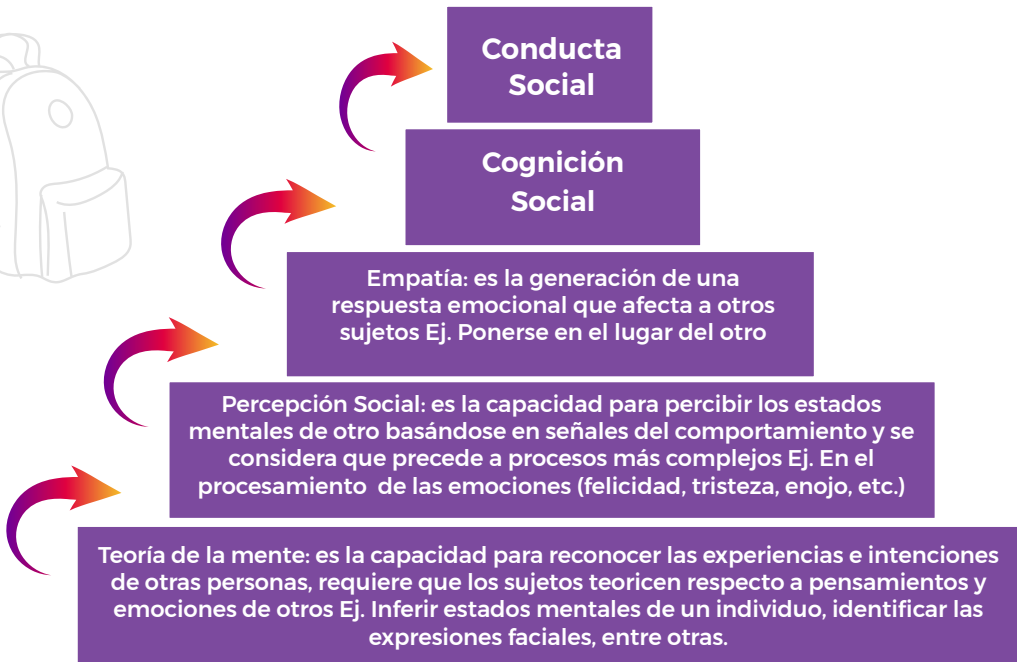 Conducta
Social
Cognición
Social
Empatía: es la generación de una
respuesta emocional que afecta a otros
sujetos Ej. Ponerse en el lugar del otro
Percepción Social: es la capacidad para percibir los estados
mentales de otro basándose en señales del comportamiento y se
considera que precede a procesos más complejos Ej. En el
procesamiento de las emociones (felicidad, tristeza, enojo, etc.)
Teoría de la mente: es la capacidad para reconocer las experiencias e intenciones
de otras personas, requiere que los sujetos teoricen respecto a pensamientos y
emociones de otros Ej. Inferir estados mentales de un individuo, identificar las
expresiones faciales, entre otras.